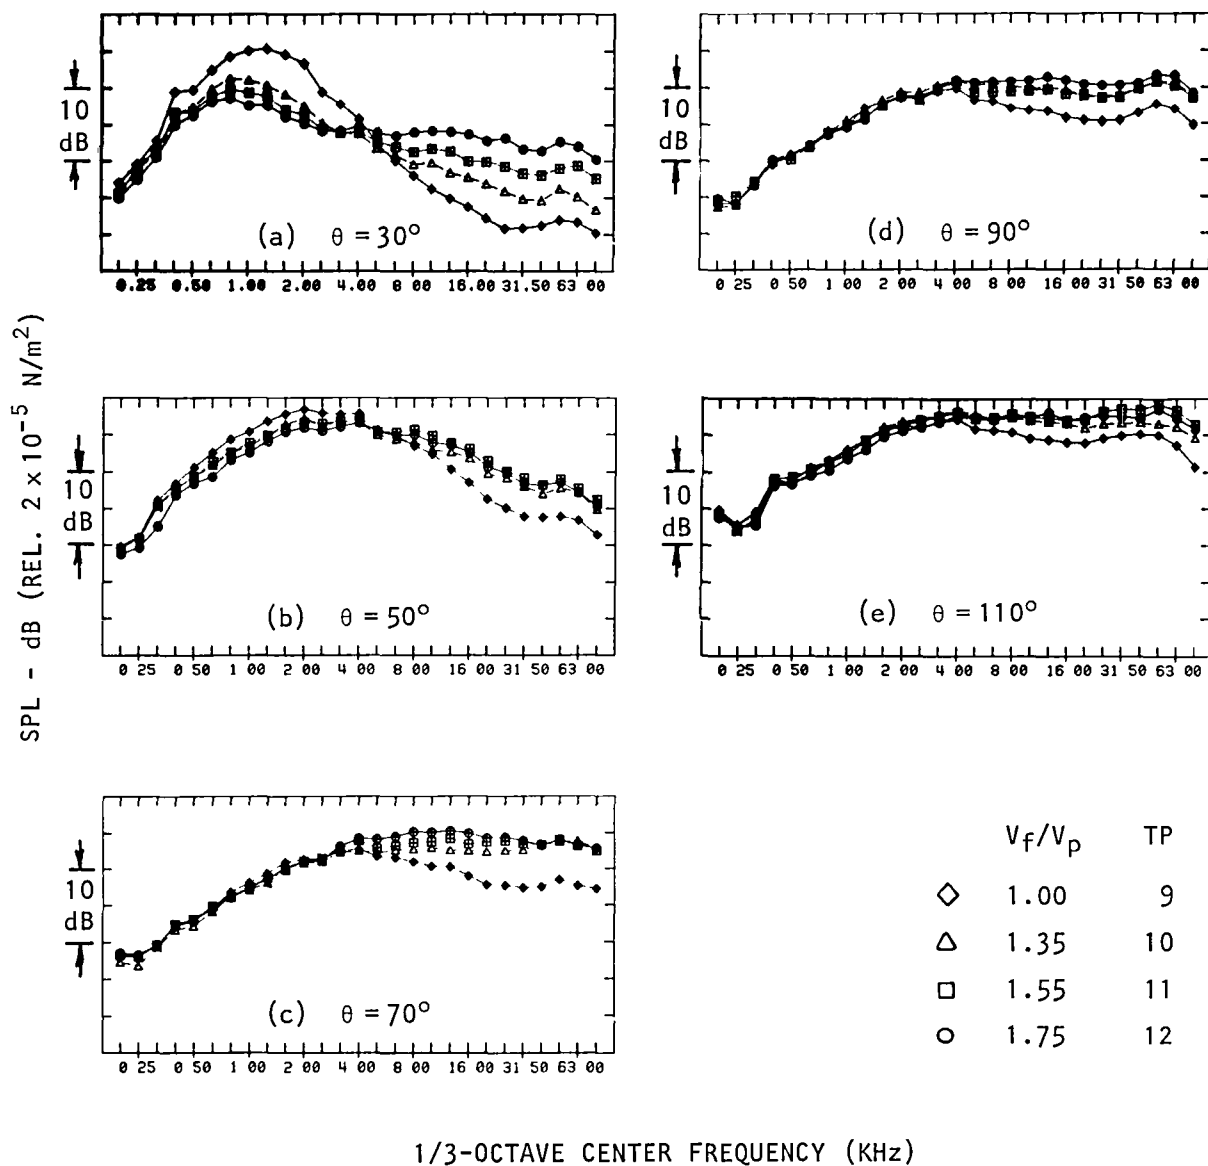 10
dB
(a) θ = 30°
0.25 0.50 1.00 2.00 4.00 8 00 16.00 31.50 63 00
(d) θ = 90°
0 25 0 50 1 00 2 00 4 00 8 00 16 00 31 50 63 00
SPL - dB (REL. 2 x 10⁻⁵ N/m²)
10
dB
(b) θ = 50°
0 25 0 50 1 00 2 00 4 00 8 00 16 00 31 50 63 00
10
dB
(e) θ = 110°
0 25 0 50 1 00 2 00 4 00 8 00 16 00 31 50 63 00
10
dB
(c) θ = 70°
0 25 0 50 1 00 2 00 4 00 8 00 16 00 31 50 63 00
V_f/V_p TP
◇ 1.00 9
△ 1.35 10
□ 1.55 11
○ 1.75 12
1/3-OCTAVE CENTER FREQUENCY (KHz)